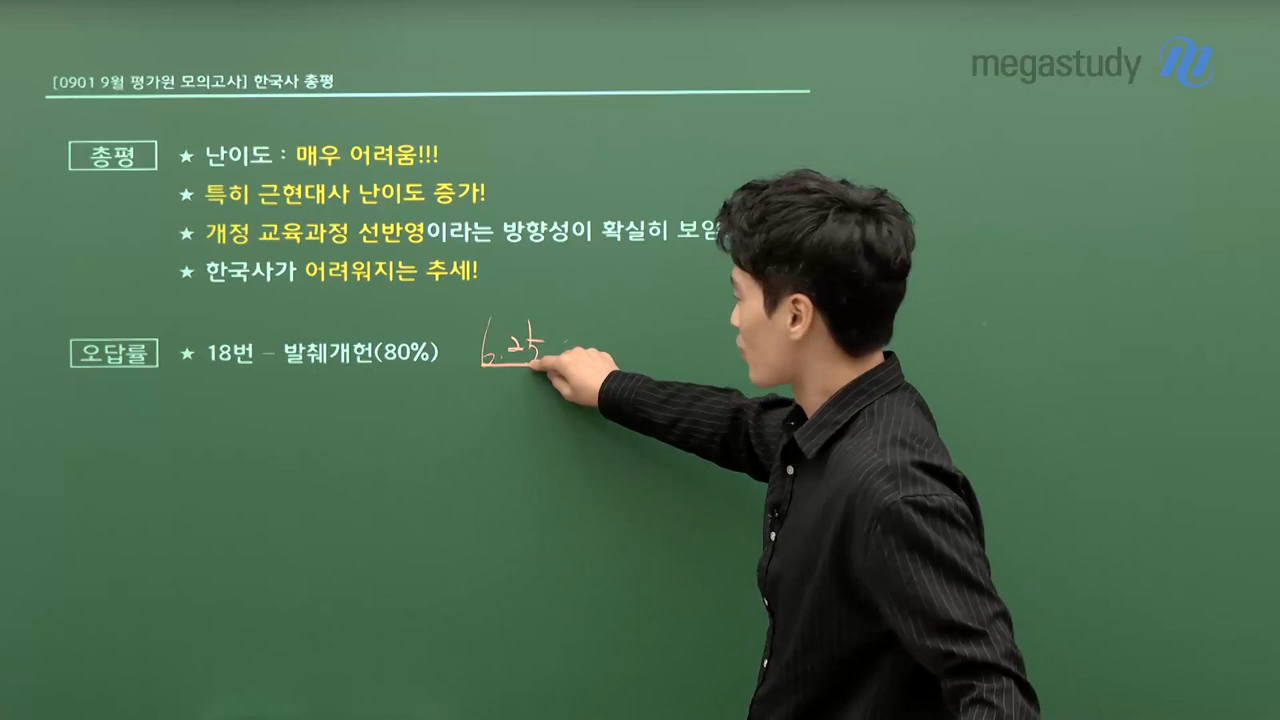 megastudy
[0901 9월 평가원 모의고사] 한국사 총평
총평 ★ 난이도 : 매우 어려움!!!
★ 특히 근현대사 난이도 증가!
★ 개정 교육과정 선반영이라는 방향성이 확실히 보임
★ 한국사가 어려워지는 추세!
오답률 ★ 18번 - 발췌개헌(80%) 6.25